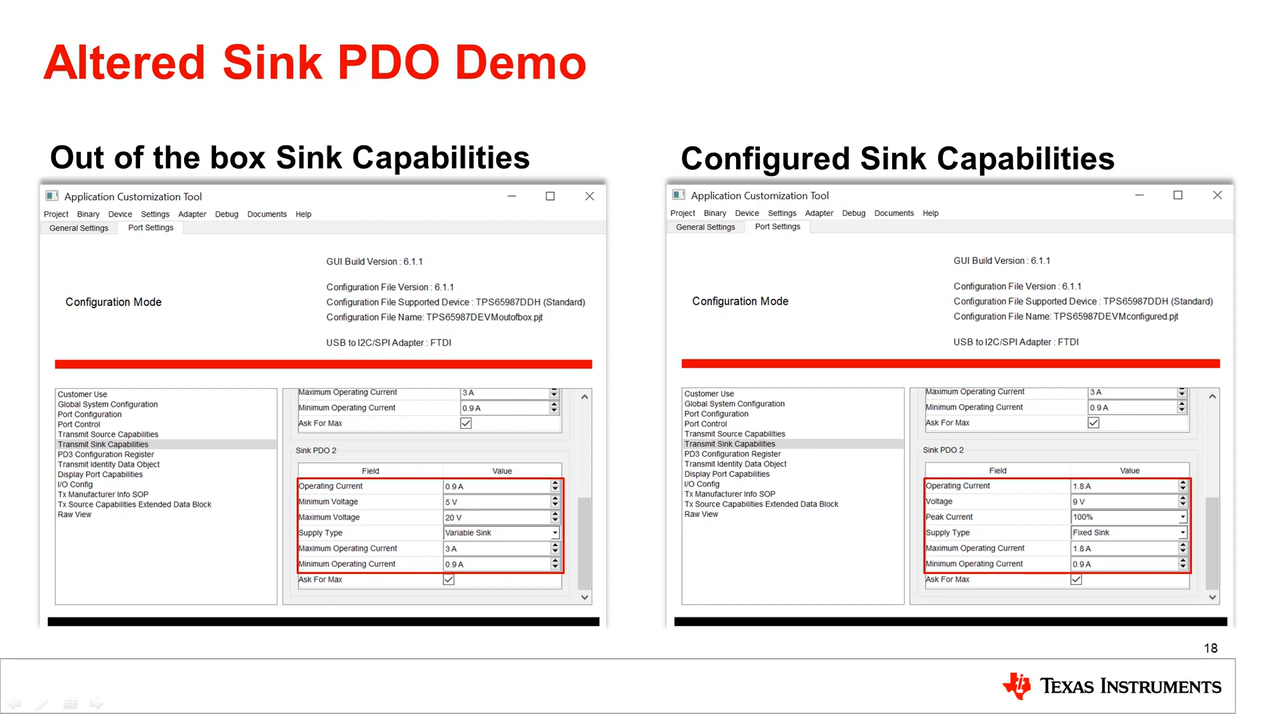 Altered Sink PDO Demo
Out of the box Sink Capabilities
Application Customization Tool
Project Binary Device Settings Adapter Debug Documents Help
General Settings Port Settings
GUI Build Version : 6.1.1
Configuration File Version : 6.1.1
Configuration Mode
Configuration File Supported Device : TPS65987DDH (Standard)
Configuration File Name: TPS65987DEVMoutofbox.pjt
USB to I2C/SPI Adapter : FTDI
Customer Use
Global System Configuration
Port Configuration
Port Control
Transmit Source Capabilities
Transmit Sink Capabilities
PD3 Configuration Register
Transmit Identity Data Object
Display Port Capabilities
I/O Config
Tx Manufacturer Info SOP
Tx Source Capabilities Extended Data Block
Raw View
Maximum Operating Current 3 A
Minimum Operating Current 0.9 A
Ask For Max
Sink PDO 2
Field Value
Operating Current 0.9 A
Minimum Voltage 5 V
Maximum Voltage 20 V
Supply Type Variable Sink
Maximum Operating Current 3 A
Minimum Operating Current 0.9 A
Ask For Max
Configured Sink Capabilities
Application Customization Tool
Project Binary Device Settings Adapter Debug Documents Help
General Settings Port Settings
GUI Build Version : 6.1.1
Configuration File Version : 6.1.1
Configuration Mode
Configuration File Supported Device : TPS65987DDH (Standard)
Configuration File Name: TPS65987DEVMconfigured.pjt
USB to I2C/SPI Adapter : FTDI
Customer Use
Global System Configuration
Port Configuration
Port Control
Transmit Source Capabilities
Transmit Sink Capabilities
PD3 Configuration Register
Transmit Identity Data Object
Display Port Capabilities
I/O Config
Tx Manufacturer Info SOP
Tx Source Capabilities Extended Data Block
Raw View
Maximum Operating Current 3 A
Minimum Operating Current 0.9 A
Ask For Max
Sink PDO 2
Field Value
Operating Current 1.8 A
Voltage 9 V
Peak Current 100%
Supply Type Fixed Sink
Maximum Operating Current 1.8 A
Minimum Operating Current 0.9 A
Ask For Max
18
TEXAS INSTRUMENTS